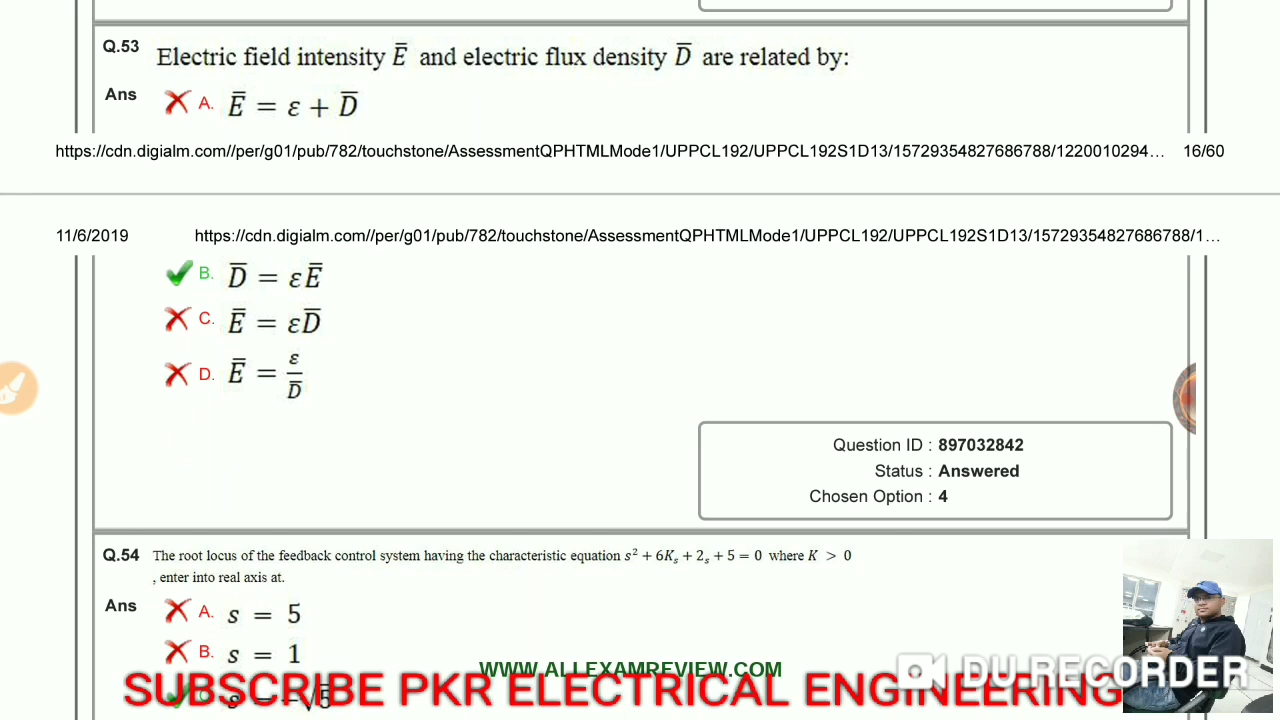 Q.53 Electric field intensity E̅ and electric flux density D̅ are related by:
Ans A. E̅ = ε + D̅
https://cdn.digialm.com//per/g01/pub/782/touchstone/AssessmentQPHTMLMode1/UPPCL192/UPPCL192S1D13/15729354827686788/1220010294… 16/60
11/6/2019 https://cdn.digialm.com//per/g01/pub/782/touchstone/AssessmentQPHTMLMode1/UPPCL192/UPPCL192S1D13/15729354827686788/1…
B. D̅ = εE̅
C. E̅ = εD̅
D. E̅ = ε/D̅
Question ID : 897032842
Status : Answered
Chosen Option : 4
Q.54 The root locus of the feedback control system having the characteristic equation s² + 6Kₛ + 2ₛ + 5 = 0 where K > 0
, enter into real axis at.
Ans A. s = 5
B. s = 1
WWW.ALLEXAMREVIEW.COM
DU RECORDER
SUBSCRIBE PKR ELECTRICAL ENGINEERING